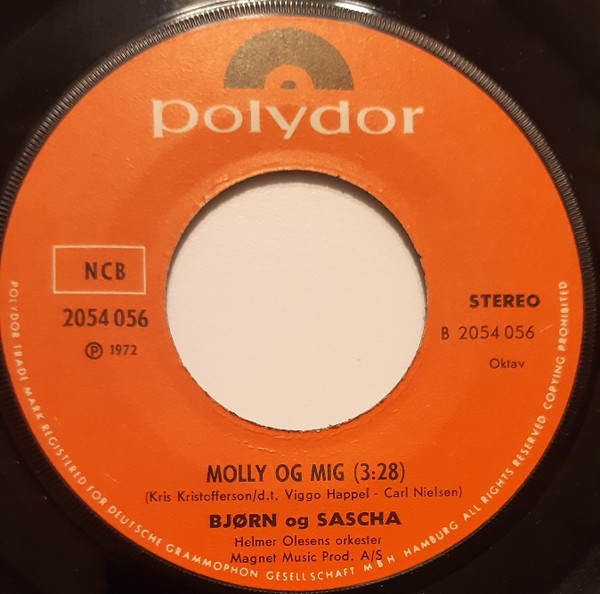 polydor
NCB
2054 056
Ⓟ 1972
STEREO
B 2054 056
Oktav
MOLLY OG MIG (3:28)
(Kris Kristofferson/d.t. Viggo Happel - Carl Nielsen)
BJØRN og SASCHA
Helmer Olesens orkester
Magnet Music Prod. A/S
POLYDOR TRADE MARK REGISTERED FOR DEUTSCHE GRAMMOPHON GESELLSCHAFT MBH HAMBURG ALL RIGHTS RESERVED COPYING PROHIBITED